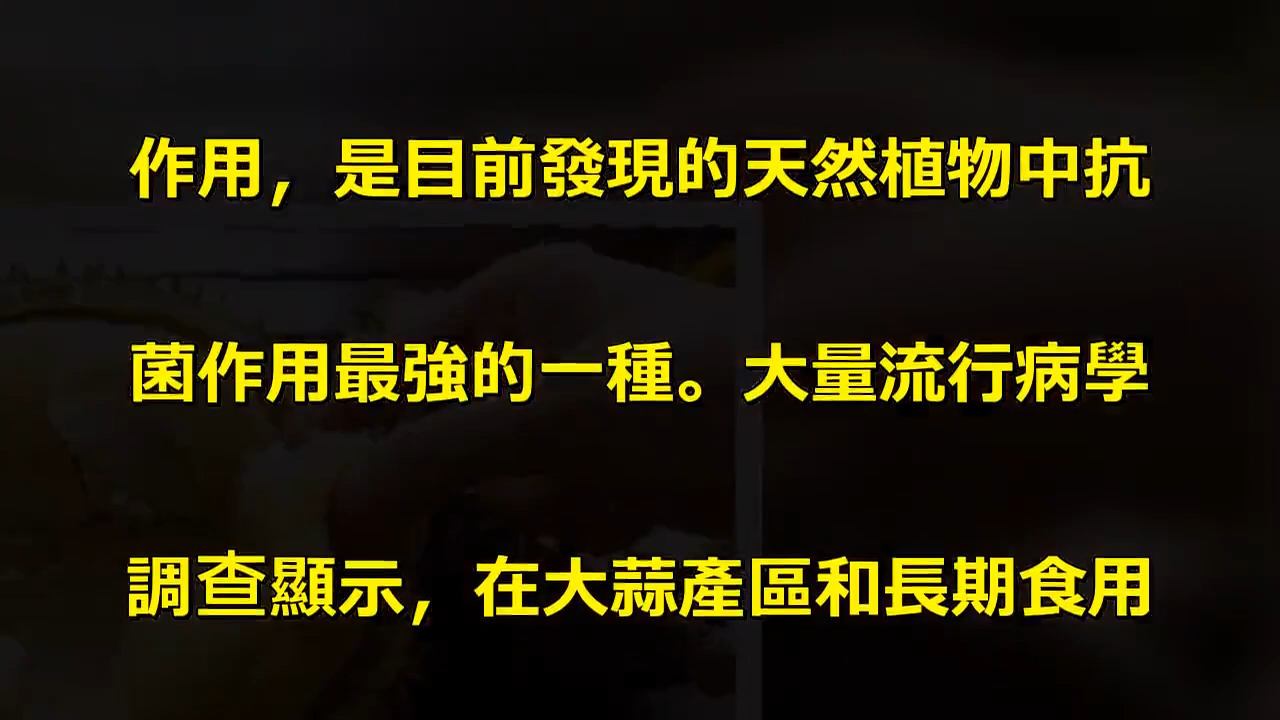 作用，是目前發現的天然植物中抗
菌作用最強的一種。大量流行病學
調查顯示，在大蒜產區和長期食用